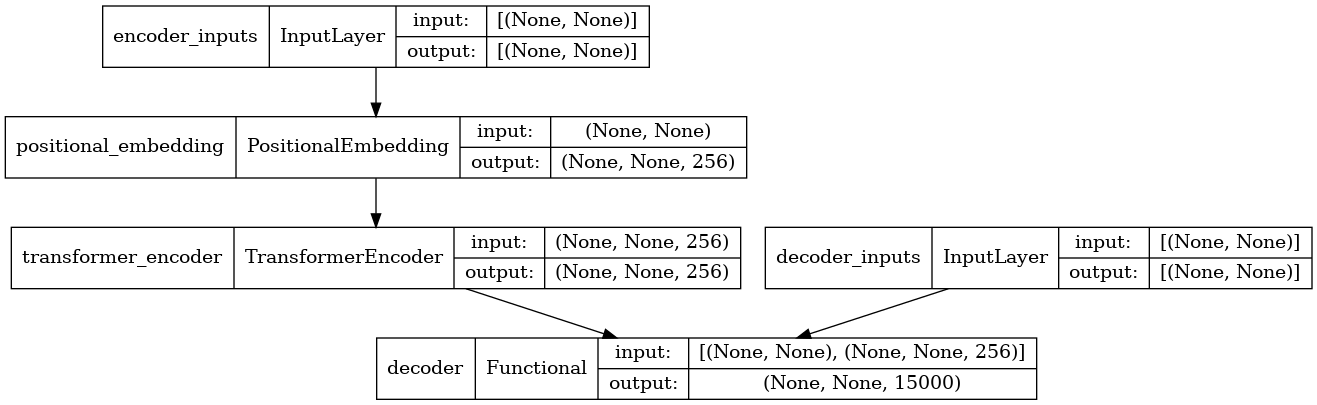 encoder_inputs InputLayer input: [(None, None)]
output: [(None, None)]
positional_embedding PositionalEmbedding input: (None, None)
output: (None, None, 256)
transformer_encoder TransformerEncoder input: (None, None, 256)
output: (None, None, 256)
decoder_inputs InputLayer input: [(None, None)]
output: [(None, None)]
decoder Functional input: [(None, None), (None, None, 256)]
output: (None, None, 15000)